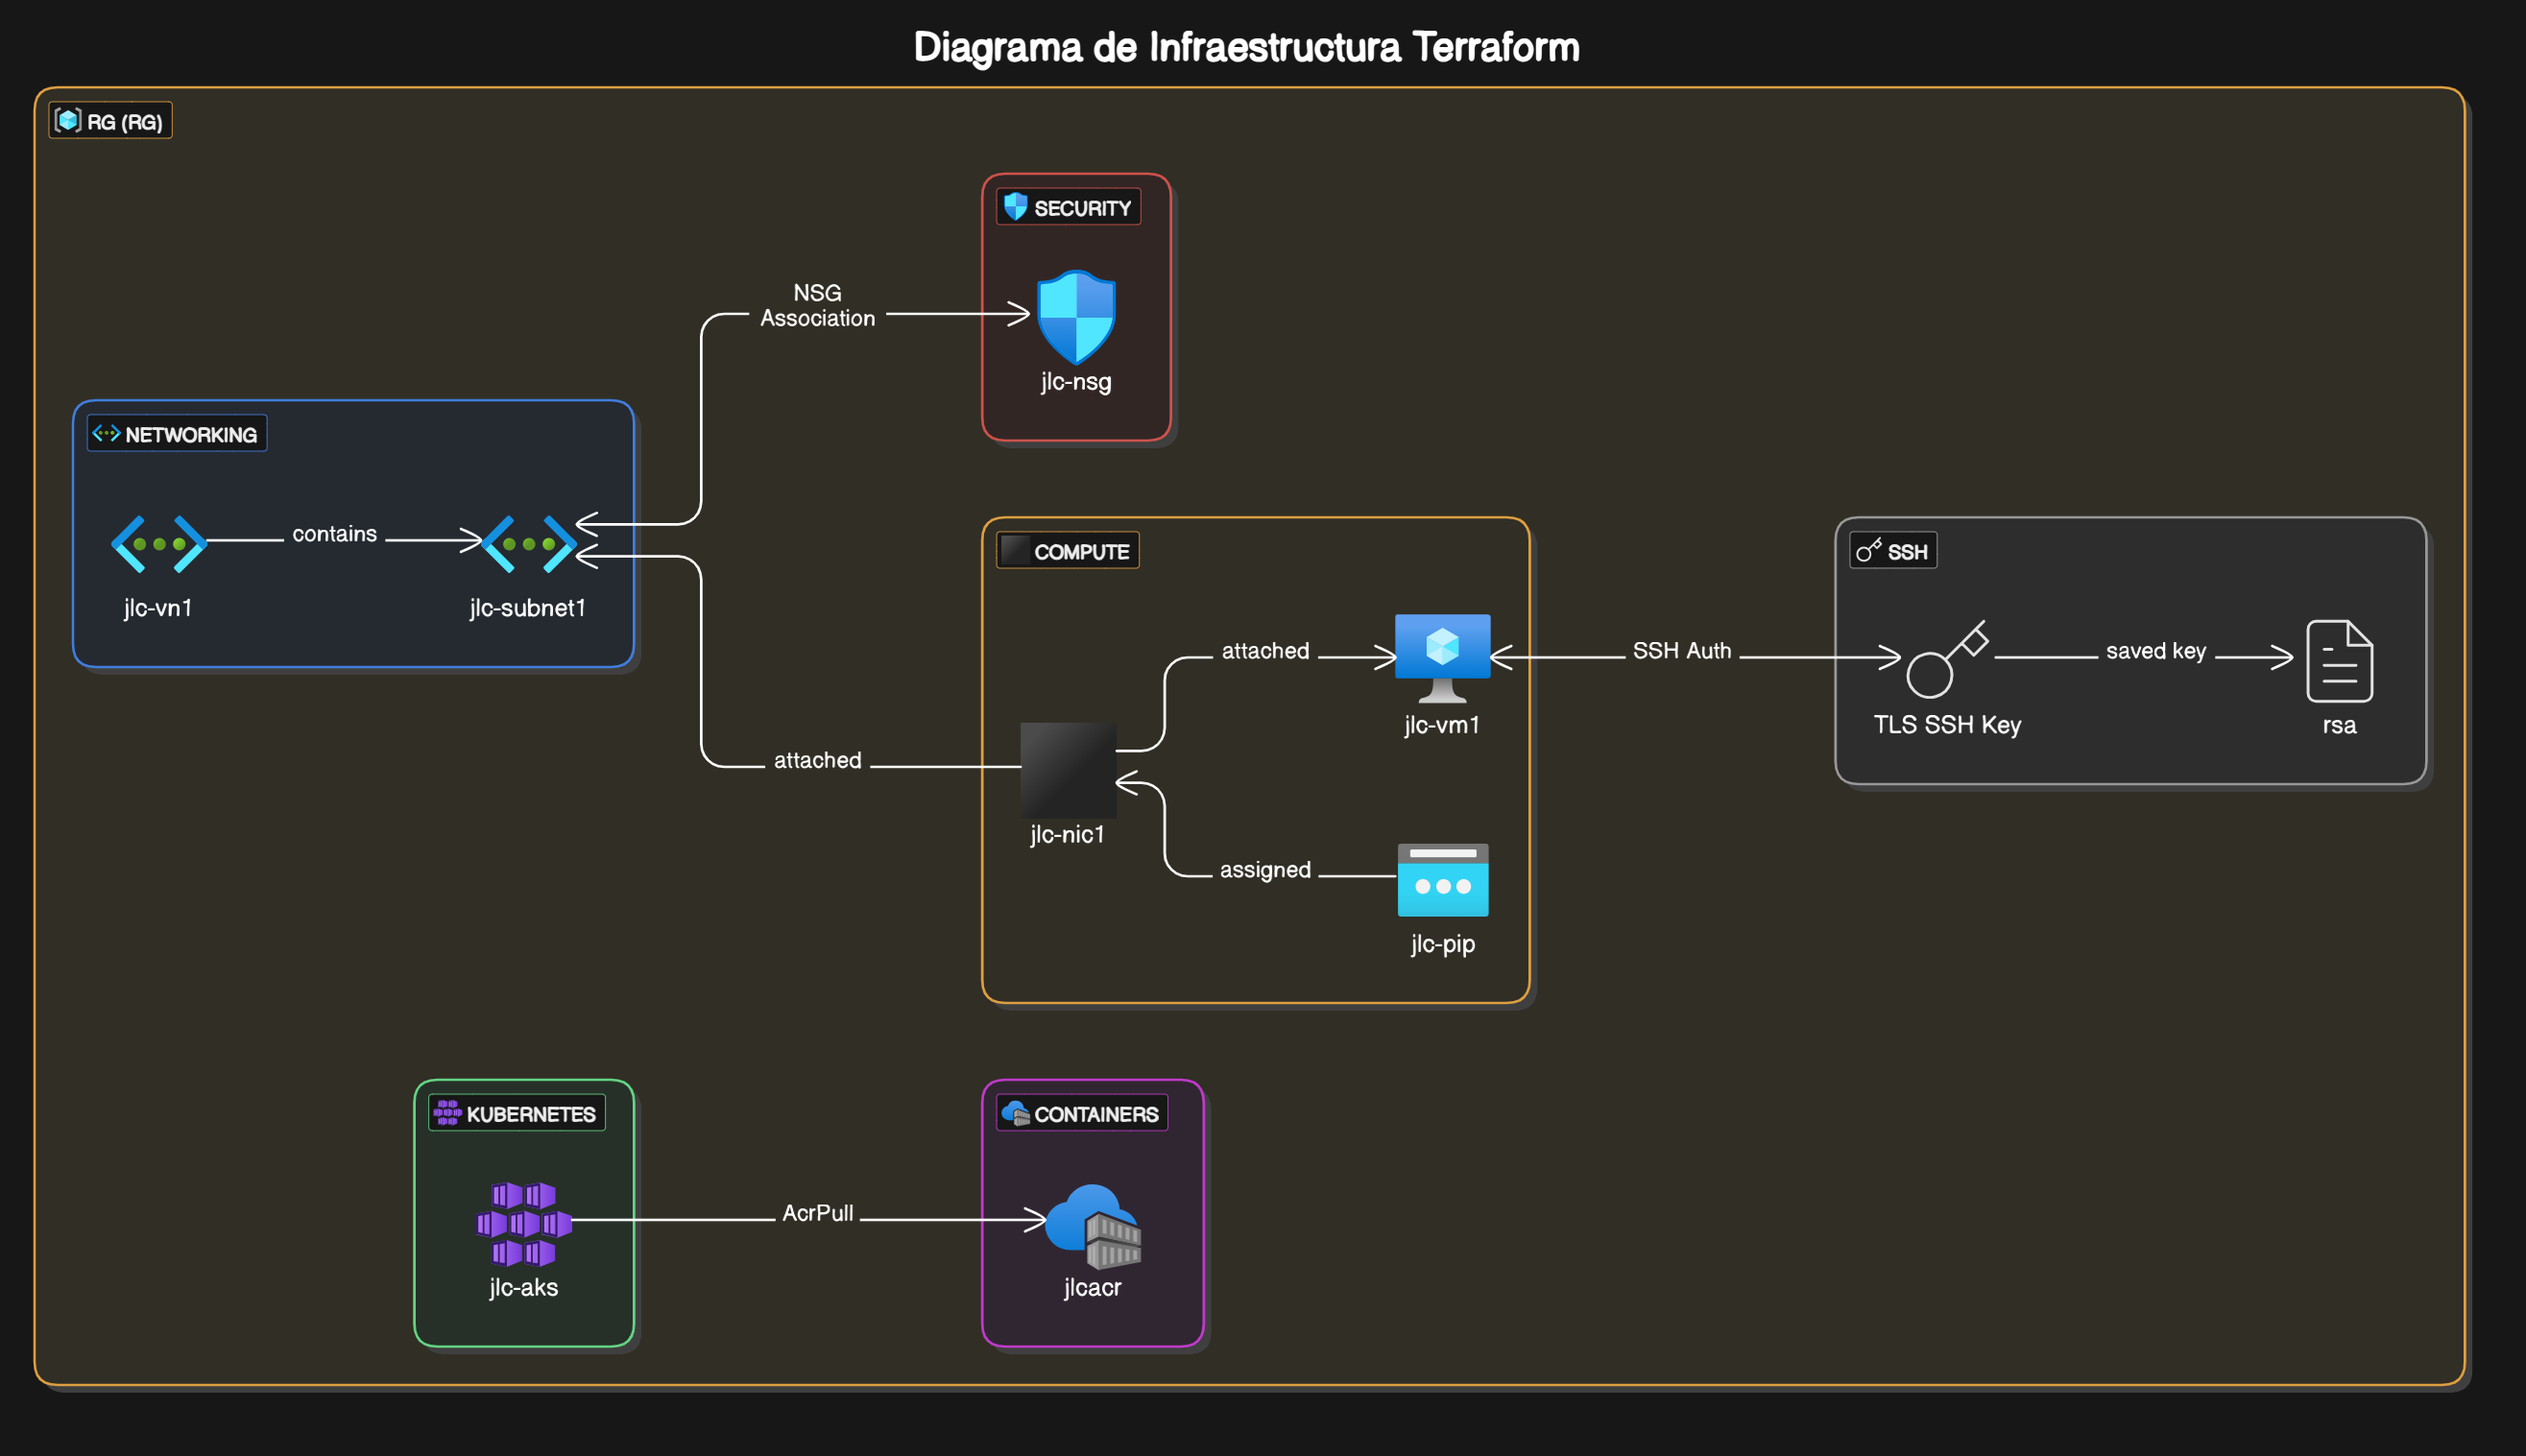 Diagrama de Infraestructura Terraform
RG (RG)
SECURITY
NSG
Association
jlc-nsg
NETWORKING
contains
jlc-vn1
jlc-subnet1
COMPUTE
SSH
attached
SSH Auth
saved key
jlc-vm1
TLS SSH Key
rsa
attached
jlc-nic1
assigned
jlc-pip
KUBERNETES
CONTAINERS
AcrPull
jlc-aks
jlcacr